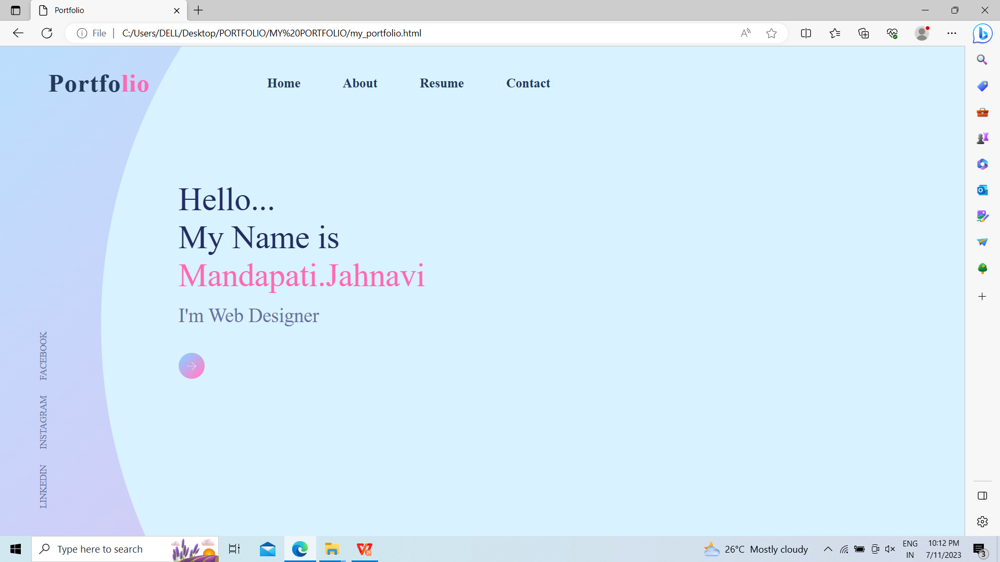 Portfolio
File
C:/Users/DELL/Desktop/PORTFOLIO/MY%20PORTFOLIO/my_portfolio.html
Portfolio
Home
About
Resume
Contact
Hello...
My Name is
Mandapati.Jahnavi
I'm Web Designer
FACEBOOK
INSTAGRAM
LINKEDIN
Type here to search
26°C Mostly cloudy
ENG
IN
10:12 PM
7/11/2023
3